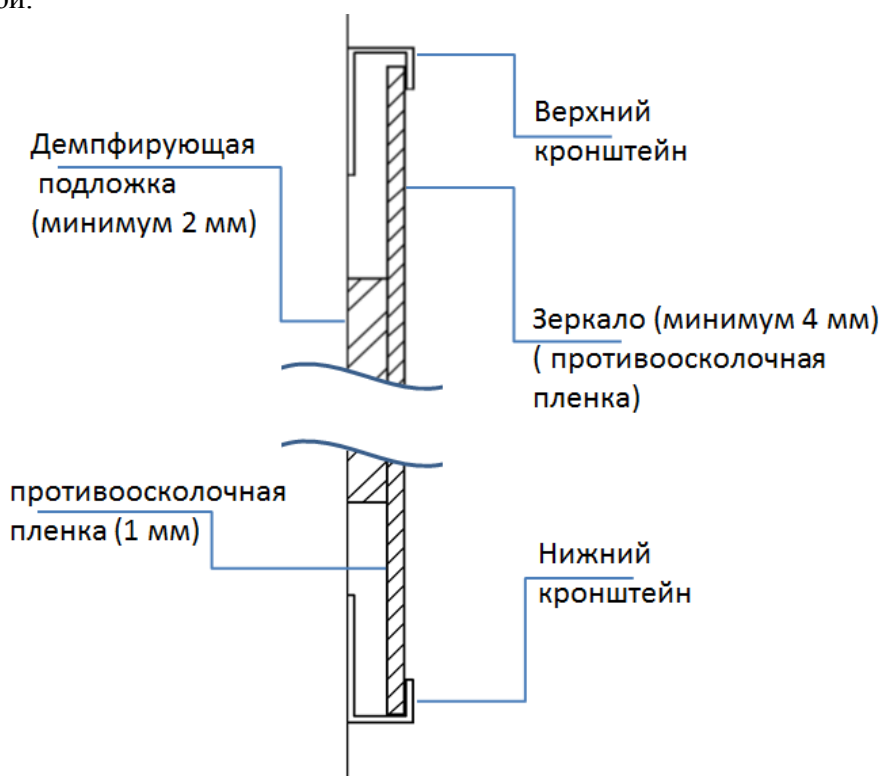 ой.
Верхний
кронштейн
Демпфирующая
подложка
(минимум 2 мм)
Зеркало (минимум 4 мм)
( противоосколочная
пленка)
противоосколочная
пленка (1 мм)
Нижний
кронштейн